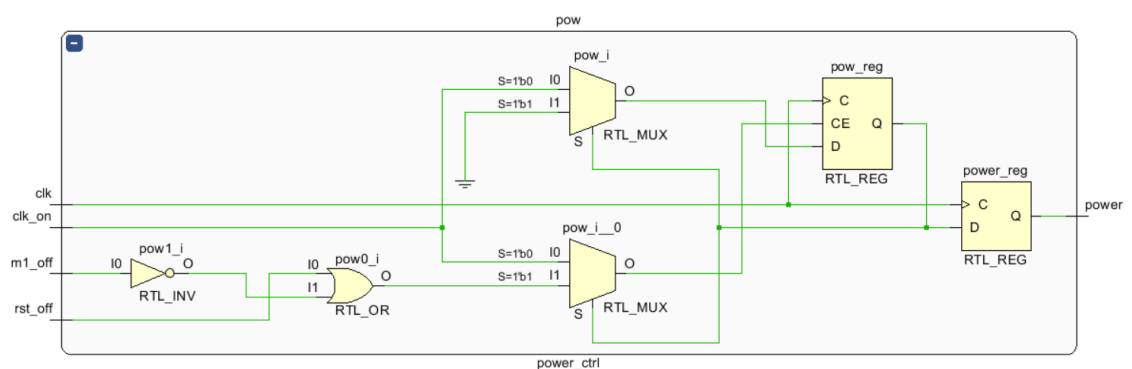 pow
−
pow_i
S=1'b0 I0
S=1'b1 I1
O
S
RTL_MUX
pow_reg
C
CE Q
D
RTL_REG
power_reg
C
Q
D
RTL_REG
power
clk
clk_on
m1_off
rst_off
pow1_i
I0 O
RTL_INV
pow0_i
I0
I1
O
RTL_OR
pow_i__0
S=1'b0 I0
S=1'b1 I1
O
S
RTL_MUX
power_ctrl